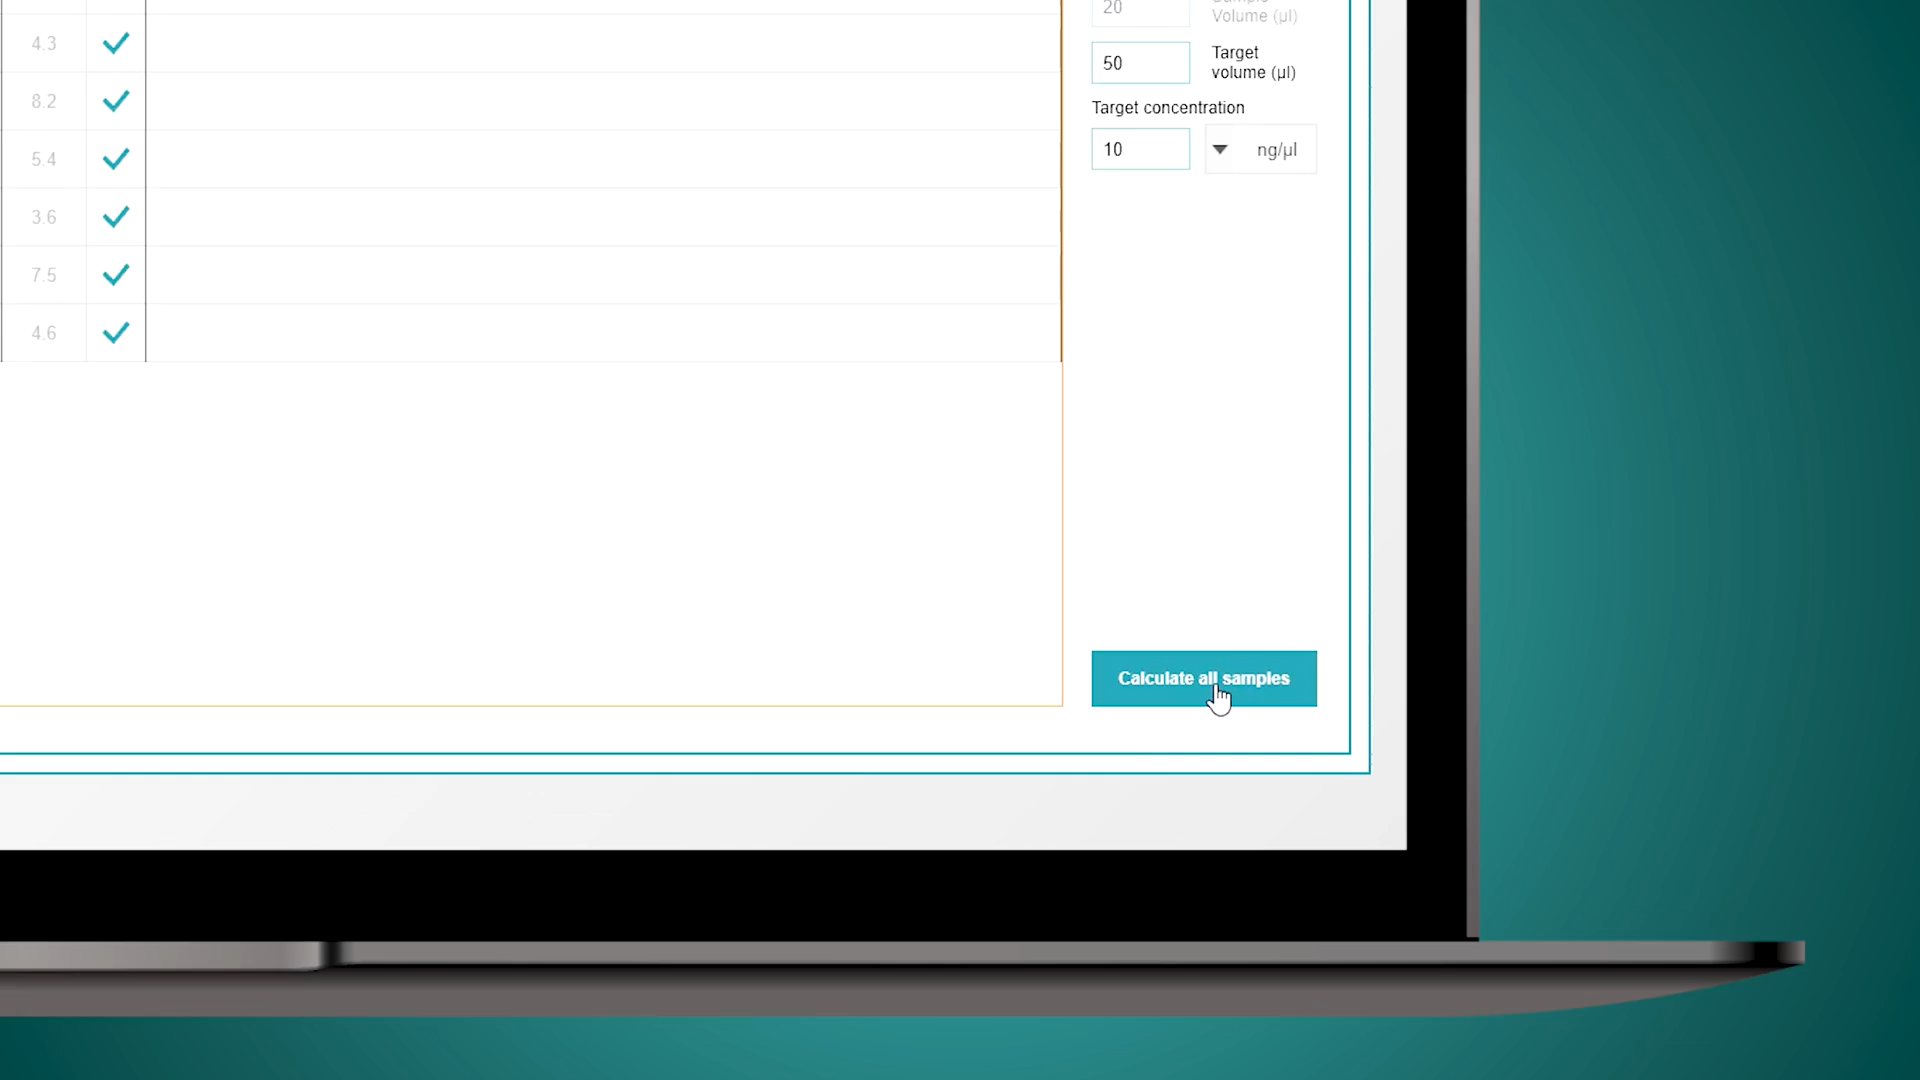 20
Sample
Volume (µl)
4.3
50
Target
volume (µl)
8.2
Target concentration
5.4
10
ng/µl
3.6
7.5
4.6
Calculate all samples